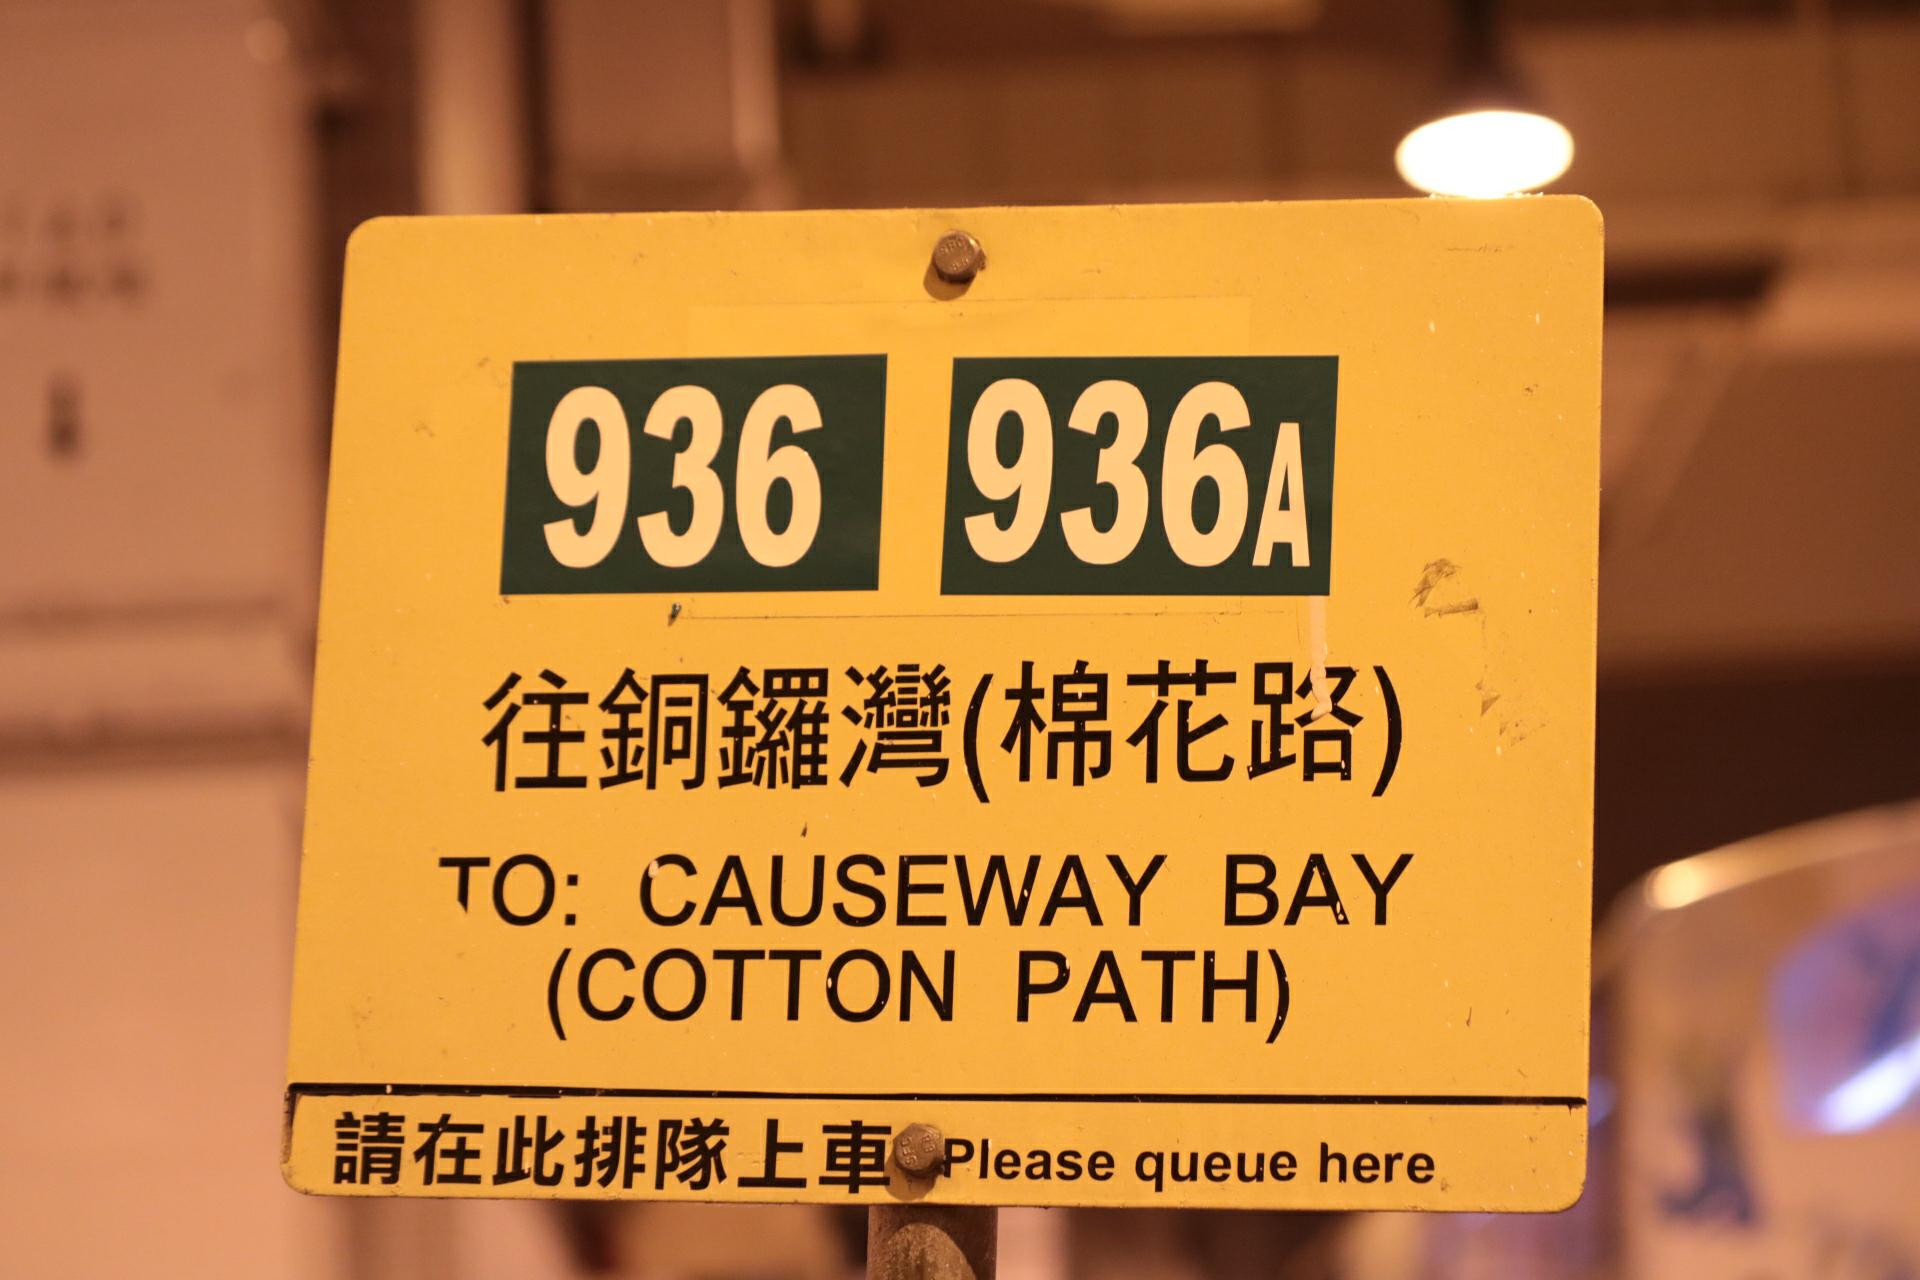 936 936A
往銅鑼灣(棉花路)
TO: CAUSEWAY BAY
(COTTON PATH)
請在此排隊上車 Please queue here